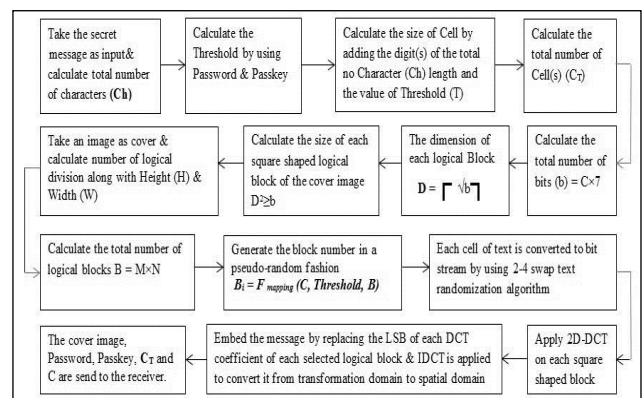 Take the secret
message as input&
calculate total number
of characters (Ch)
Calculate the
Threshold by using
Password & Passkey
Calculate the size of Cell by
adding the digit(s) of the total
no Character (Ch) length and
the value of Threshold (T)
Calculate the
total number of
Cell(s) (CT)
Calculate the
total number of
bits (b) = C×7
The dimension of
each logical Block
D = ⌈ √b ⌉
Calculate the size of each
square shaped logical
block of the cover image
D²≥b
Take an image as cover &
calculate number of logical
division along with Height (H) &
Width (W)
Calculate the total number of
logical blocks B = M×N
Generate the block number in a
pseudo-random fashion
Bi = F mapping (C, Threshold, B)
Each cell of text is converted to bit
stream by using 2-4 swap text
randomization algorithm
Apply 2D-DCT
on each square
shaped block
Embed the message by replacing the LSB of each DCT
coefficient of each selected logical block & IDCT is applied
to convert it from transformation domain to spatial domain
The cover image,
Password, Passkey, CT and
C are send to the receiver.